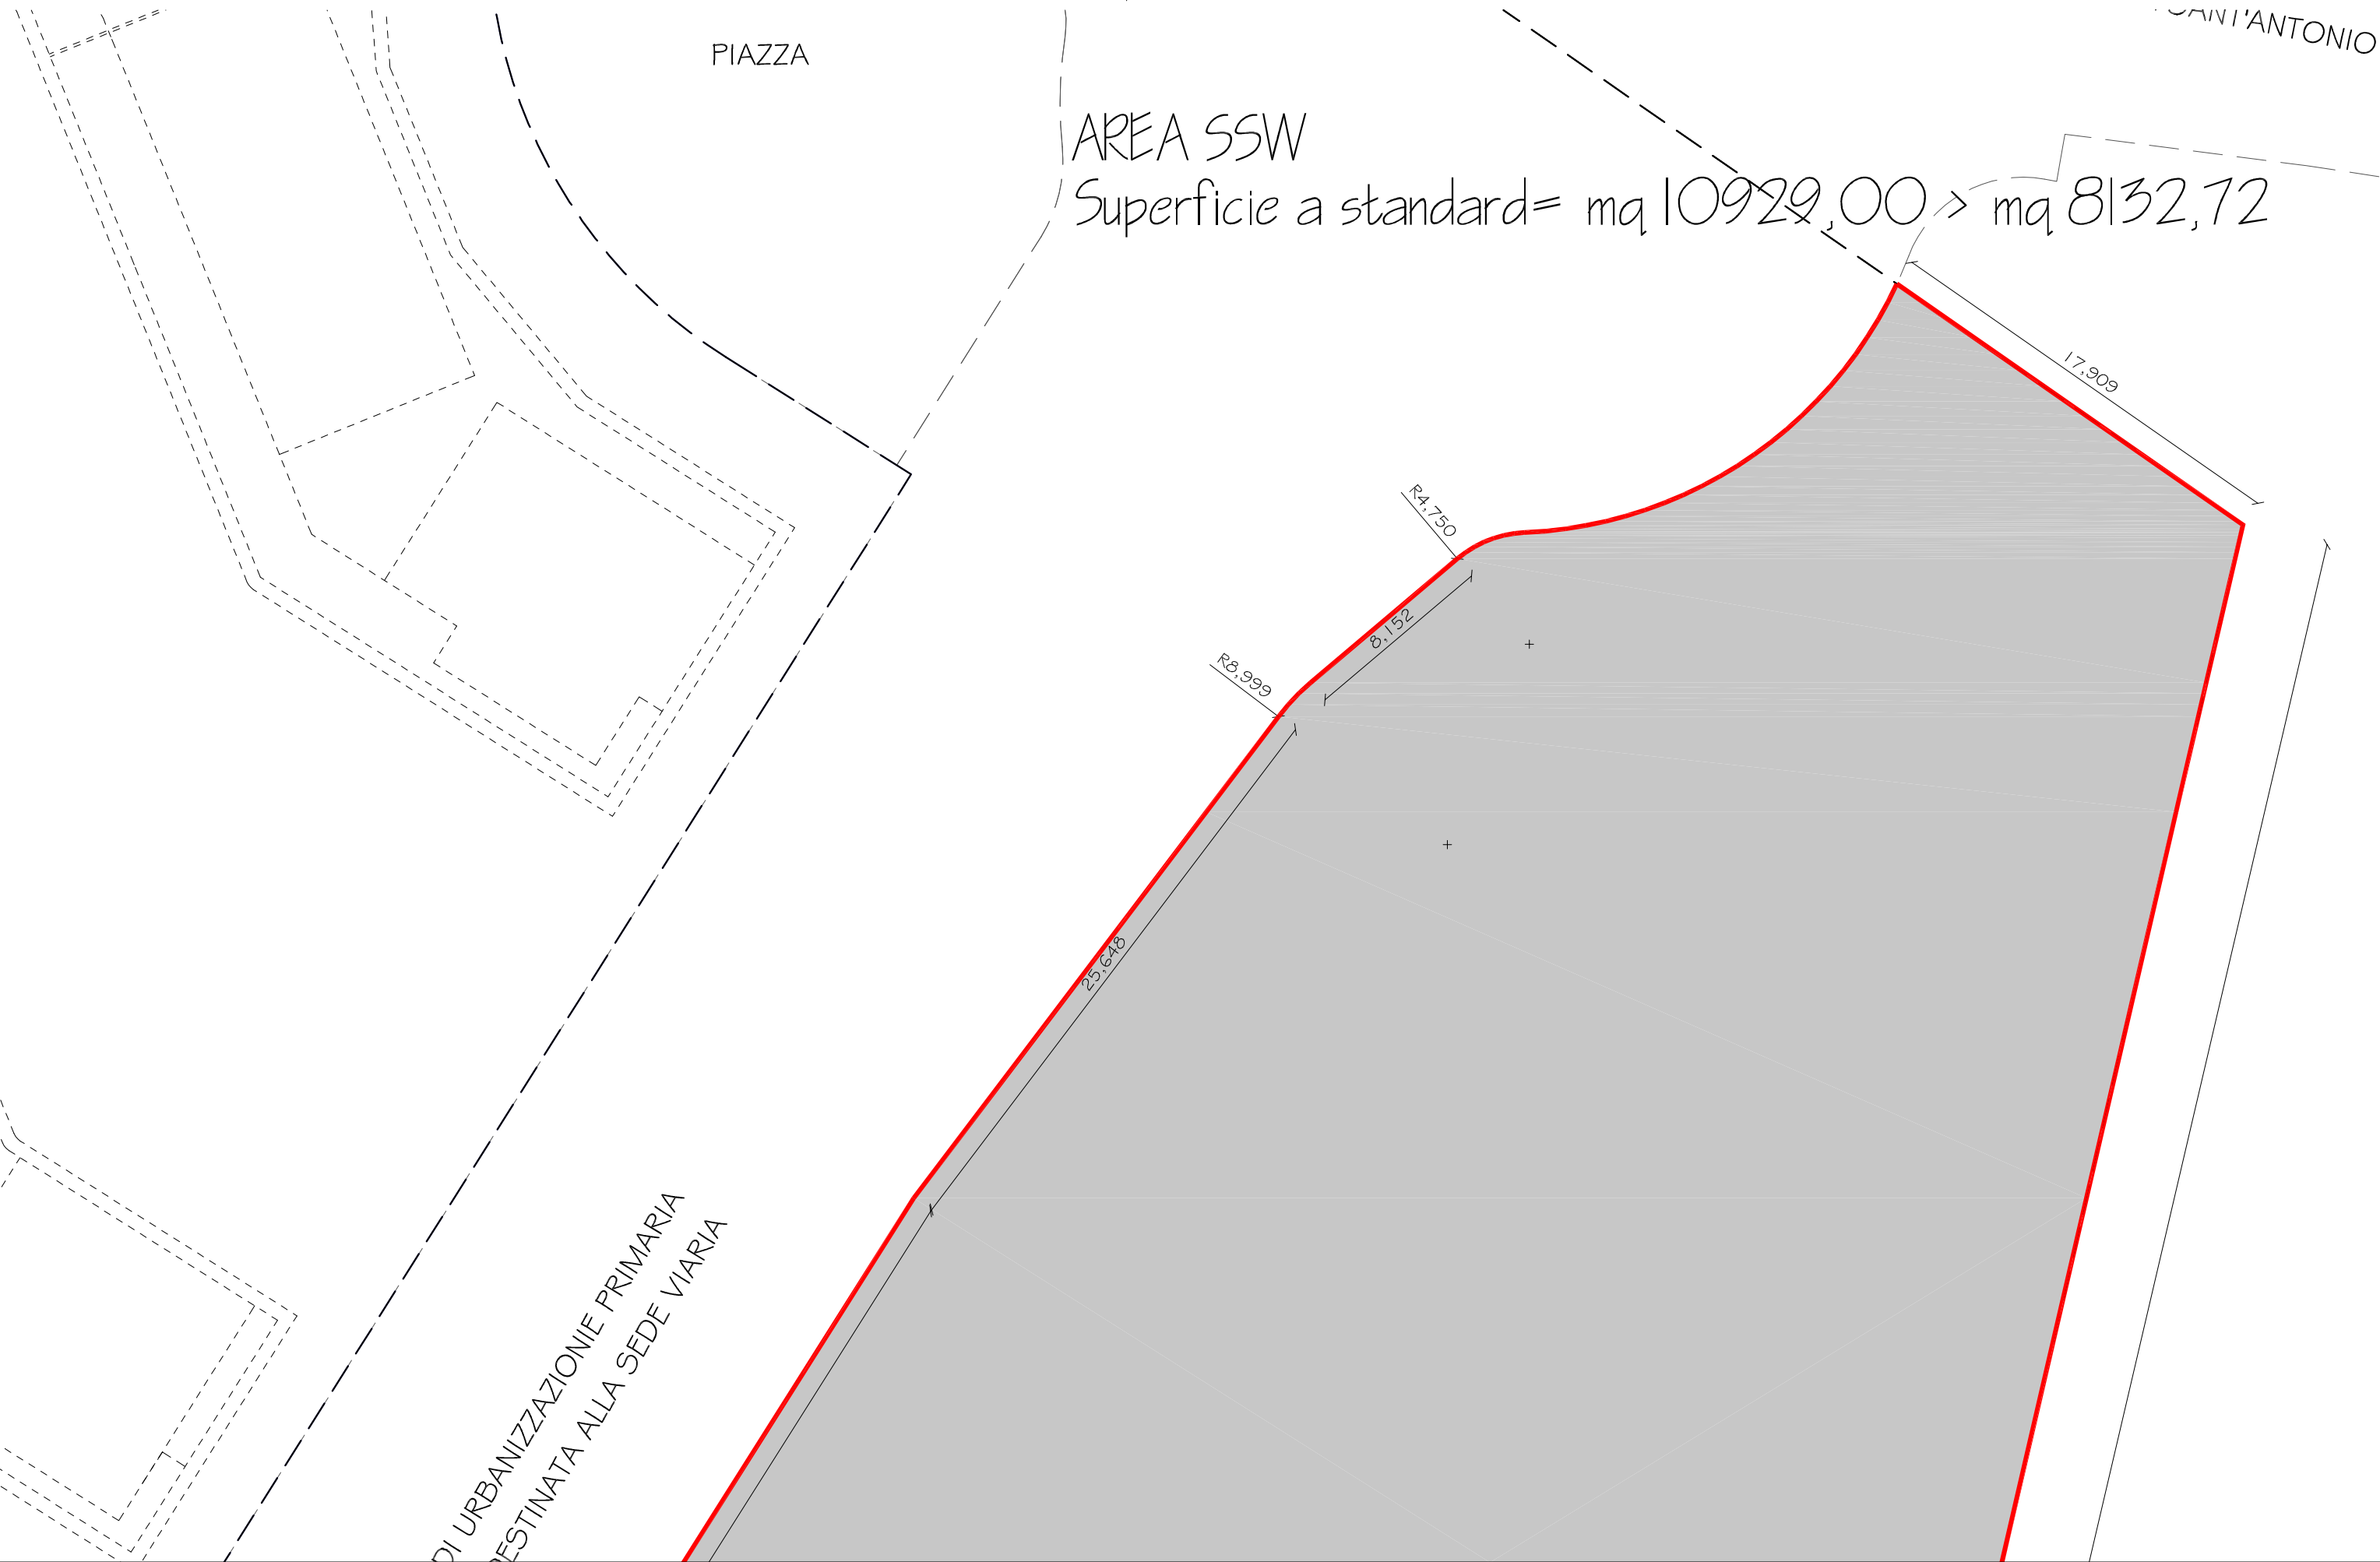 PIAZZA
SANT'ANTONIO
AREA SSW
Superficie a standard= mq 10929,00 > mq 8132,72
17,909
R4,750
8,152
R8,999
25,648
DI URBANIZZAZIONE PRIMARIA
DESTINATA ALLA SEDE VIARIA